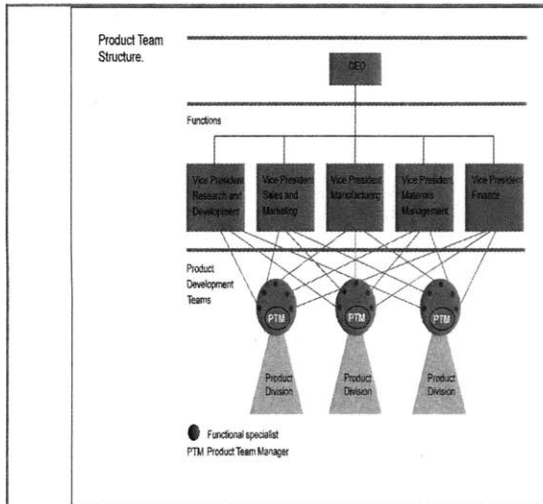 Product Team
Structure.
CEO
Functions
Vice President
Research and
Development
Vice President
Sales and
Marketing
Vice President
Manufacturing
Vice President
Materials
Management
Vice President
Finance
Product
Development
Teams
PTM
PTM
PTM
Product
Division
Product
Division
Product
Division
Functional specialist
PTM Product Team Manager